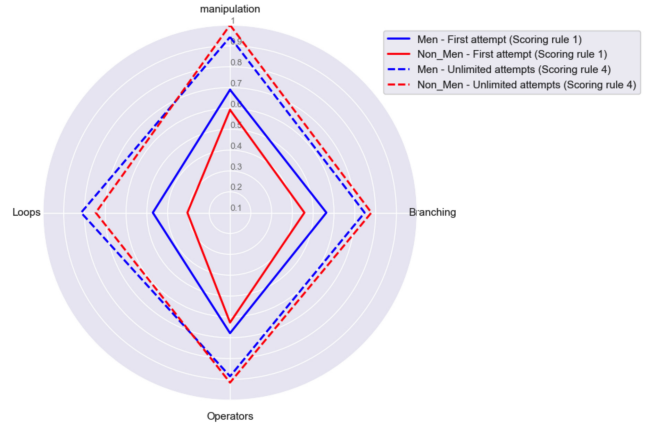 manipulation
1
0.9
0.8
0.7
0.6
0.5
0.4
0.3
0.2
0.1
Loops
Branching
Operators
Men - First attempt (Scoring rule 1)
Non_Men - First attempt (Scoring rule 1)
Men - Unlimited attempts (Scoring rule 4)
Non_Men - Unlimited attempts (Scoring rule 4)